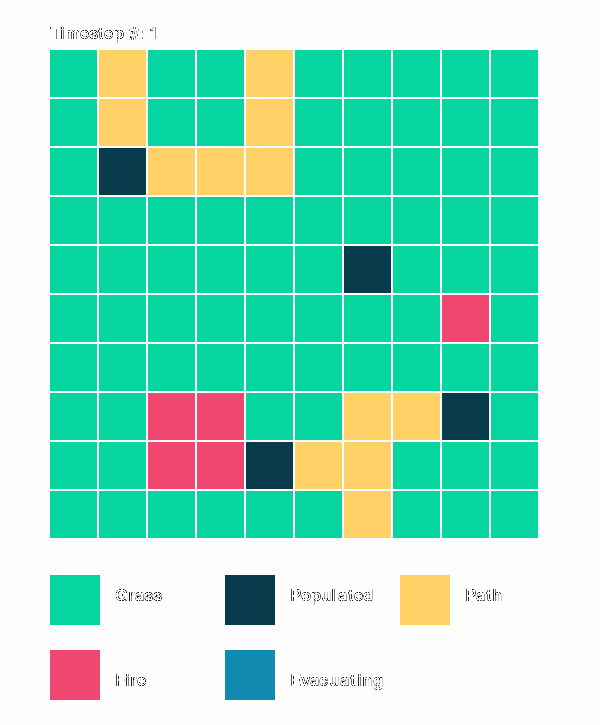 Timestep #: 1
Grass
Populated
Path
Fire
Evacuating